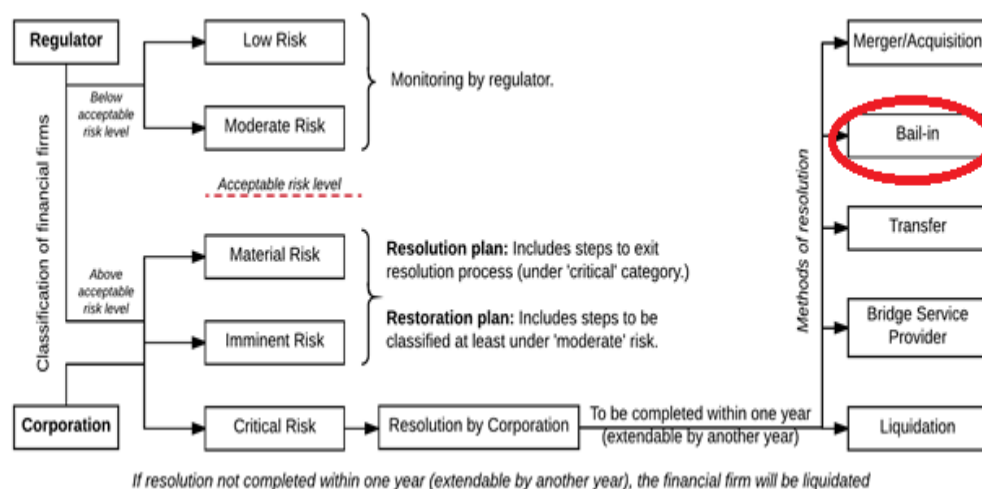 Regulator
Low Risk
Merger/Acquisition
Monitoring by regulator.
Below
acceptable
risk level
Moderate Risk
Bail-in
Classification of financial firms
Acceptable risk level
Methods of resolution
Transfer
Material Risk
Resolution plan: Includes steps to exit
resolution process (under 'critical' category.)
Above
acceptable
risk level
Restoration plan: Includes steps to be
classified at least under 'moderate' risk.
Imminent Risk
Bridge Service
Provider
Corporation
Critical Risk
Resolution by Corporation
To be completed within one year
(extendable by another year)
Liquidation
If resolution not completed within one year (extendable by another year), the financial firm will be liquidated